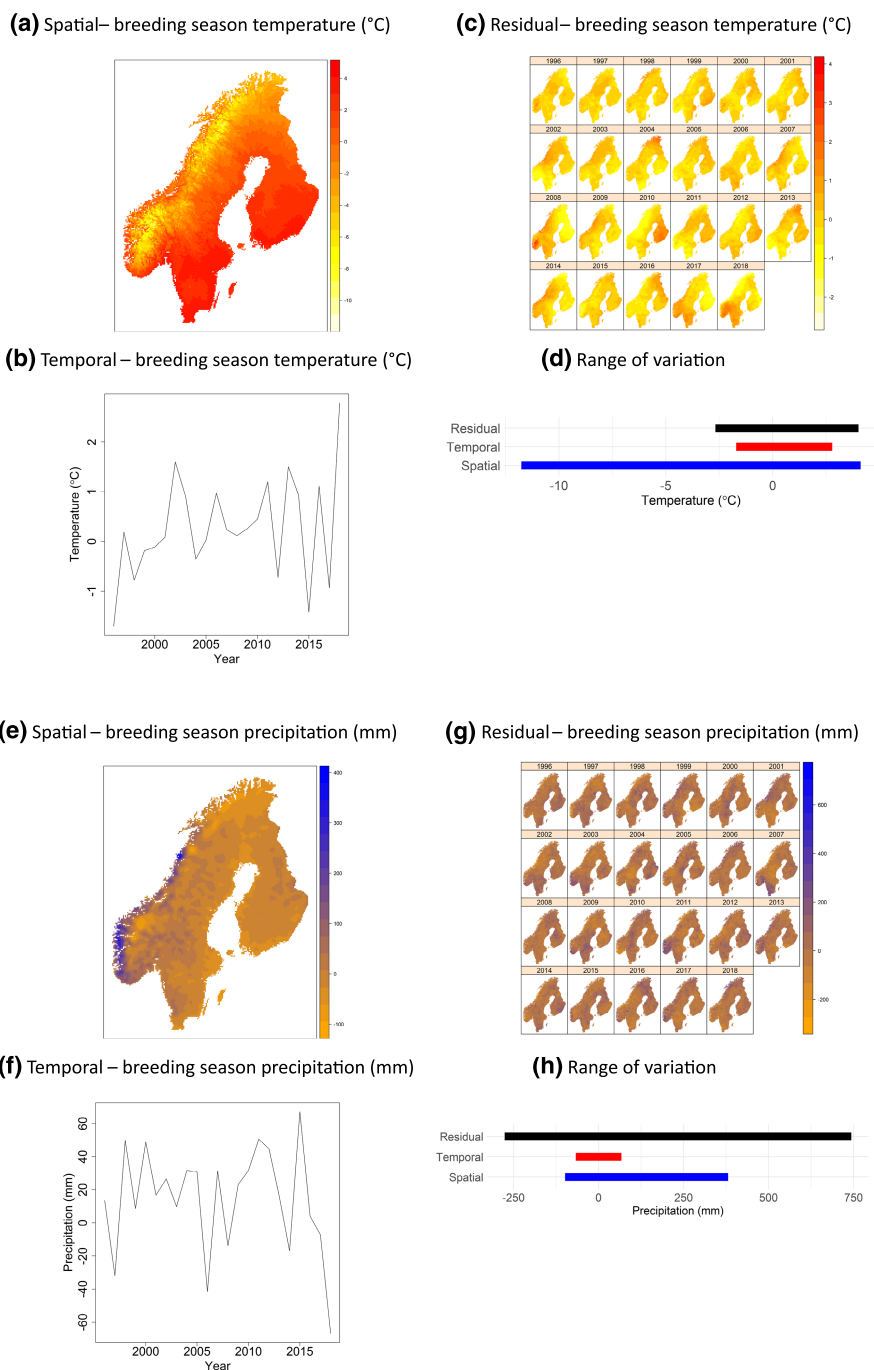 (a) Spatial– breeding season temperature (°C)
4
2
0
-2
-4
-6
-8
-10
(c) Residual– breeding season temperature (°C)
1996 1997 1998 1999 2000 2001
2002 2003 2004 2005 2006 2007
2008 2009 2010 2011 2012 2013
2014 2015 2016 2017 2018
4
3
2
1
0
-1
-2
(b) Temporal – breeding season temperature (°C)
Temperature (°C)
2
1
0
-1
2000 2005 2010 2015
Year
(d) Range of variation
Residual
Temporal
Spatial
-10 -5 0
Temperature (°C)
(e) Spatial – breeding season precipitation (mm)
400
300
200
100
0
-100
(g) Residual – breeding season precipitation (mm)
1996 1997 1998 1999 2000 2001
2002 2003 2004 2005 2006 2007
2008 2009 2010 2011 2012 2013
2014 2015 2016 2017 2018
600
400
200
0
-200
(f) Temporal – breeding season precipitation (mm)
Precipitation (mm)
60
40
20
0
-20
-40
-60
2000 2005 2010 2015
Year
(h) Range of variation
Residual
Temporal
Spatial
-250 0 250 500 750
Precipitation (mm)